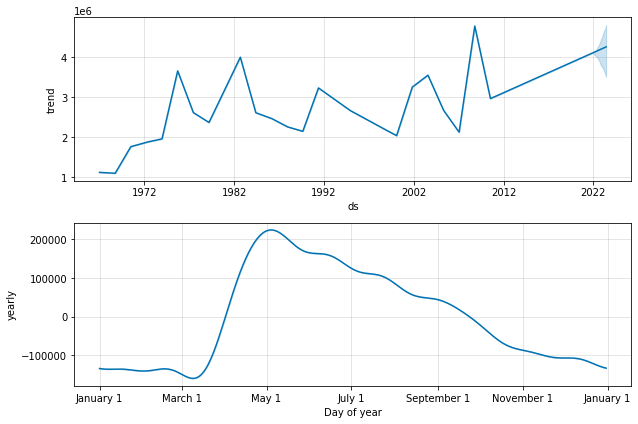 1e6
4
3
2
1
trend
1972 1982 1992 2002 2012 2022
ds
200000
100000
0
−100000
yearly
January 1 March 1 May 1 July 1 September 1 November 1 January 1
Day of year